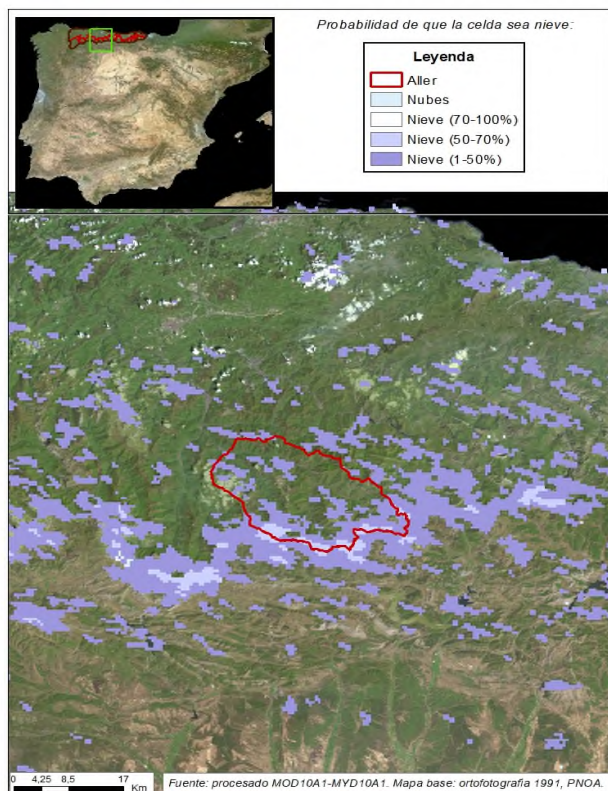 Probabilidad de que la celda sea nieve:
Leyenda
Aller
Nubes
Nieve (70-100%)
Nieve (50-70%)
Nieve (1-50%)
0 4,25 8,5 17
Km
Fuente: procesado MOD10A1-MYD10A1. Mapa base: ortofotografía 1991, PNOA.